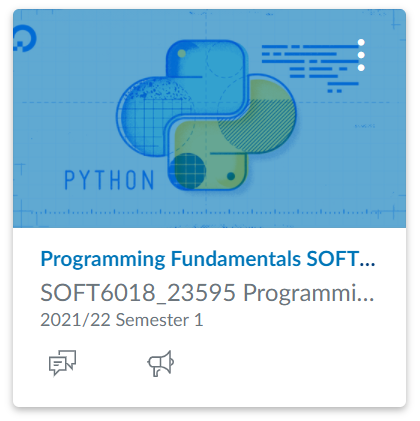 PYTHON
Programming Fundamentals SOFT...
SOFT6018_23595 Programmi...
2021/22 Semester 1